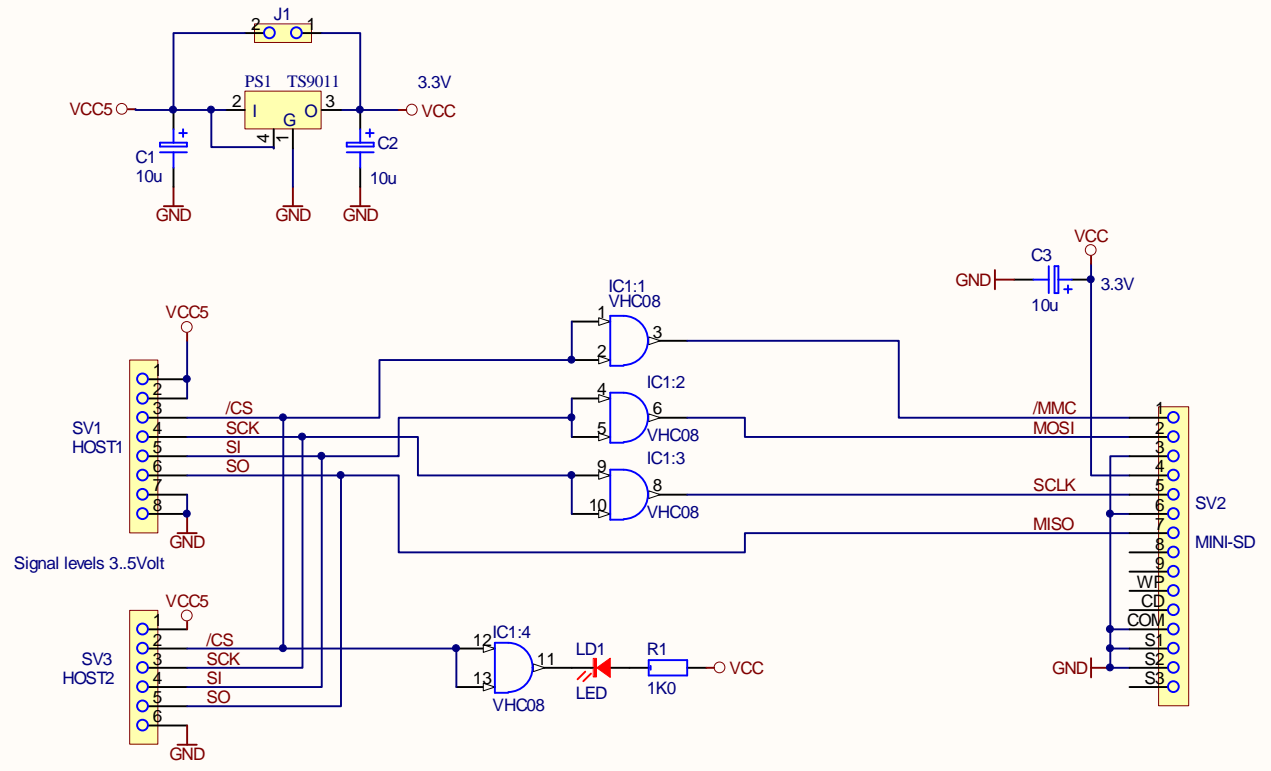 J1
2 1
PS1 TS9011
3.3V
VCC5 2 I O 3 VCC
G
4 1
C1
10u
C2
10u
GND GND GND
VCC
C3
GND
10u
3.3V
VCC5
IC1:1
VHC08
1
2
3
IC1:2
4
5
6
VHC08
IC1:3
9
10
8
VHC08
SV1
HOST1
1
2
3 /CS
4 SCK
5 SI
6 SO
7
8
GND
Signal levels 3..5Volt
/MMC 1
MOSI 2
3
4
SCLK 5
6
MISO 7
8
9
WP
CD
COM
S1
S2
S3
GND
SV2
MINI-SD
VCC5
SV3
HOST2
1
2 /CS
3 SCK
4 SI
5 SO
6
GND
IC1:4
12
13
11
VHC08
LD1
LED
R1
1K0
VCC